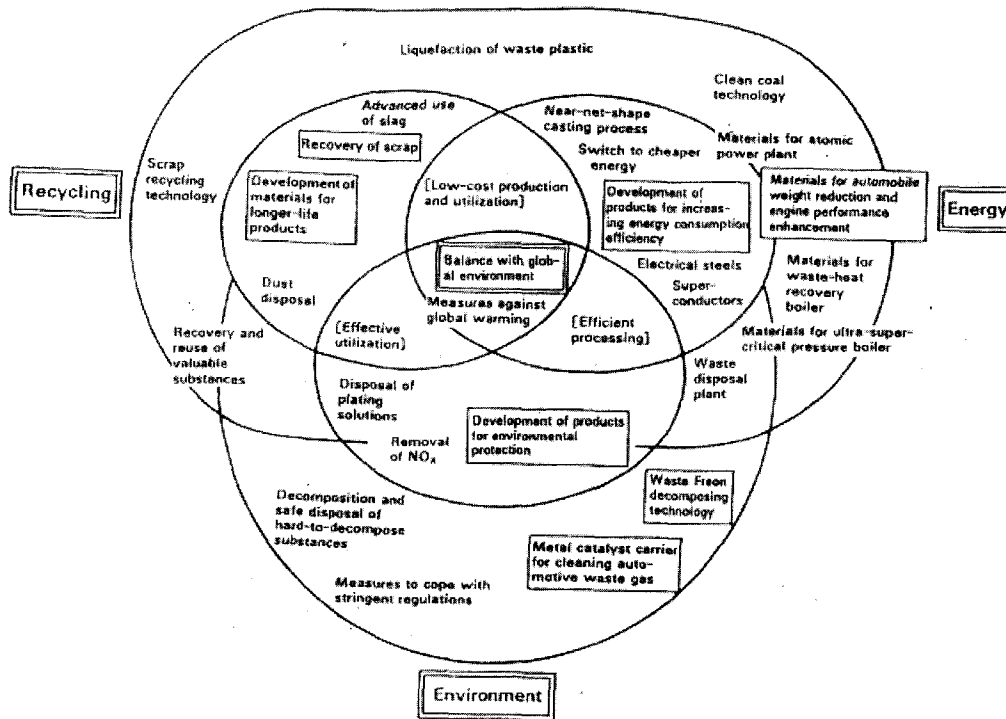 Liquefaction of waste plastic
Clean coal
technology
Advanced use
of slag
Near-net-shape
casting process
Recovery of scrap
Switch to cheaper
energy
Materials for atomic
power plant
Scrap
recycling
technology
Recycling
Development of
materials for
longer-life
products
[Low-cost production
and utilization]
Development of
products for increas-
ing energy consumption
efficiency
Materials for automobile
weight reduction and
engine performance
enhancement
Energy
Balance with glob-
al environment
Electrical steels
Materials for
waste-heat
recovery
boiler
Dust
disposal
Super-
conductors
Measures against
global warming
Recovery and
reuse of
valuable
substances
[Effective
utilization]
[Efficient
processing]
Materials for ultra-super-
critical pressure boiler
Waste
disposal
plant
Disposal of
plating
solutions
Development of products
for environmental
protection
Removal
of NOx
Waste Freon
decomposing
technology
Decomposition and
safe disposal of
hard-to-decompose
substances
Metal catalyst carrier
for cleaning auto-
motive waste gas
Measures to cope with
stringent regulations
Environment